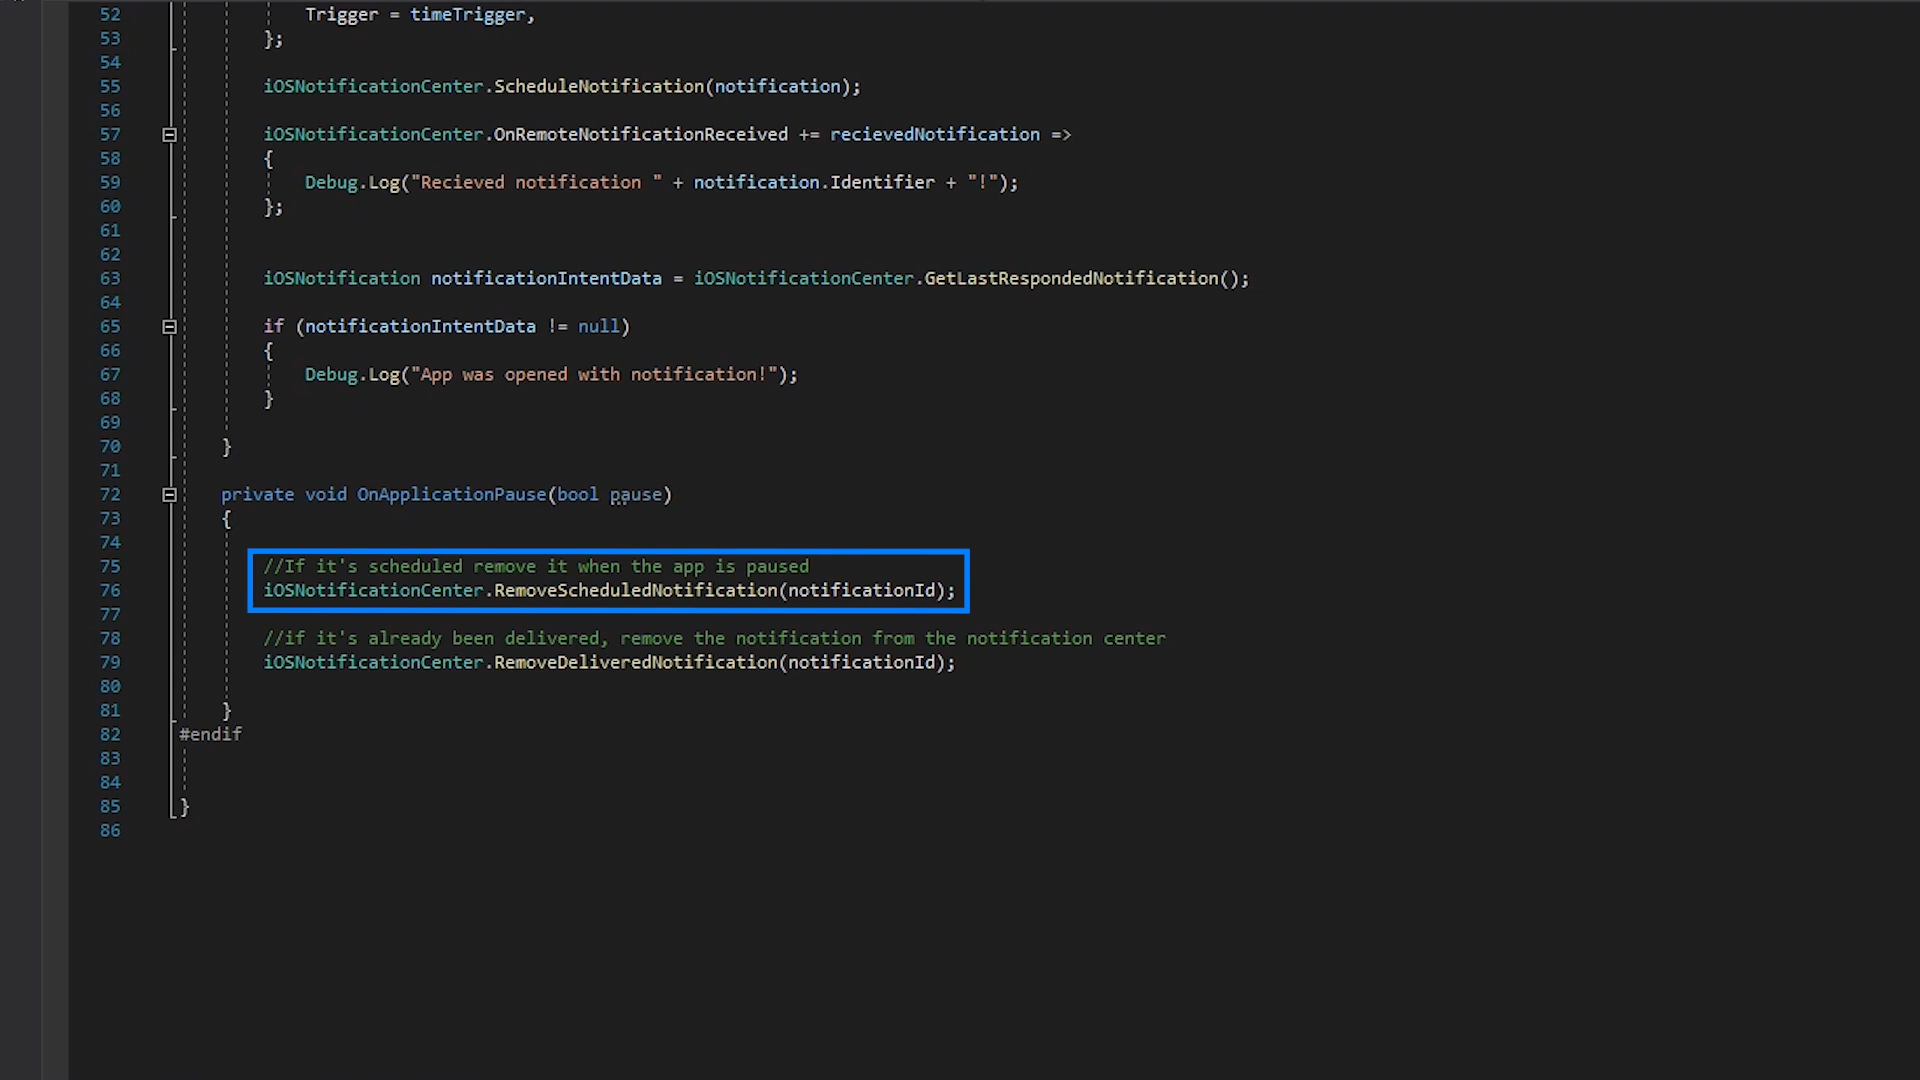 52 Trigger = timeTrigger,
53 };
54
55 iOSNotificationCenter.ScheduleNotification(notification);
56
57 iOSNotificationCenter.OnRemoteNotificationReceived += recievedNotification =>
58 {
59 Debug.Log("Recieved notification " + notification.Identifier + "!");
60 };
61
62
63 iOSNotification notificationIntentData = iOSNotificationCenter.GetLastRespondedNotification();
64
65 if (notificationIntentData != null)
66 {
67 Debug.Log("App was opened with notification!");
68 }
69
70 }
71
72 private void OnApplicationPause(bool pause)
73 {
74
75 //If it's scheduled remove it when the app is paused
76 iOSNotificationCenter.RemoveScheduledNotification(notificationId);
77
78 //if it's already been delivered, remove the notification from the notification center
79 iOSNotificationCenter.RemoveDeliveredNotification(notificationId);
80
81 }
82 #endif
83
84
85 }
86